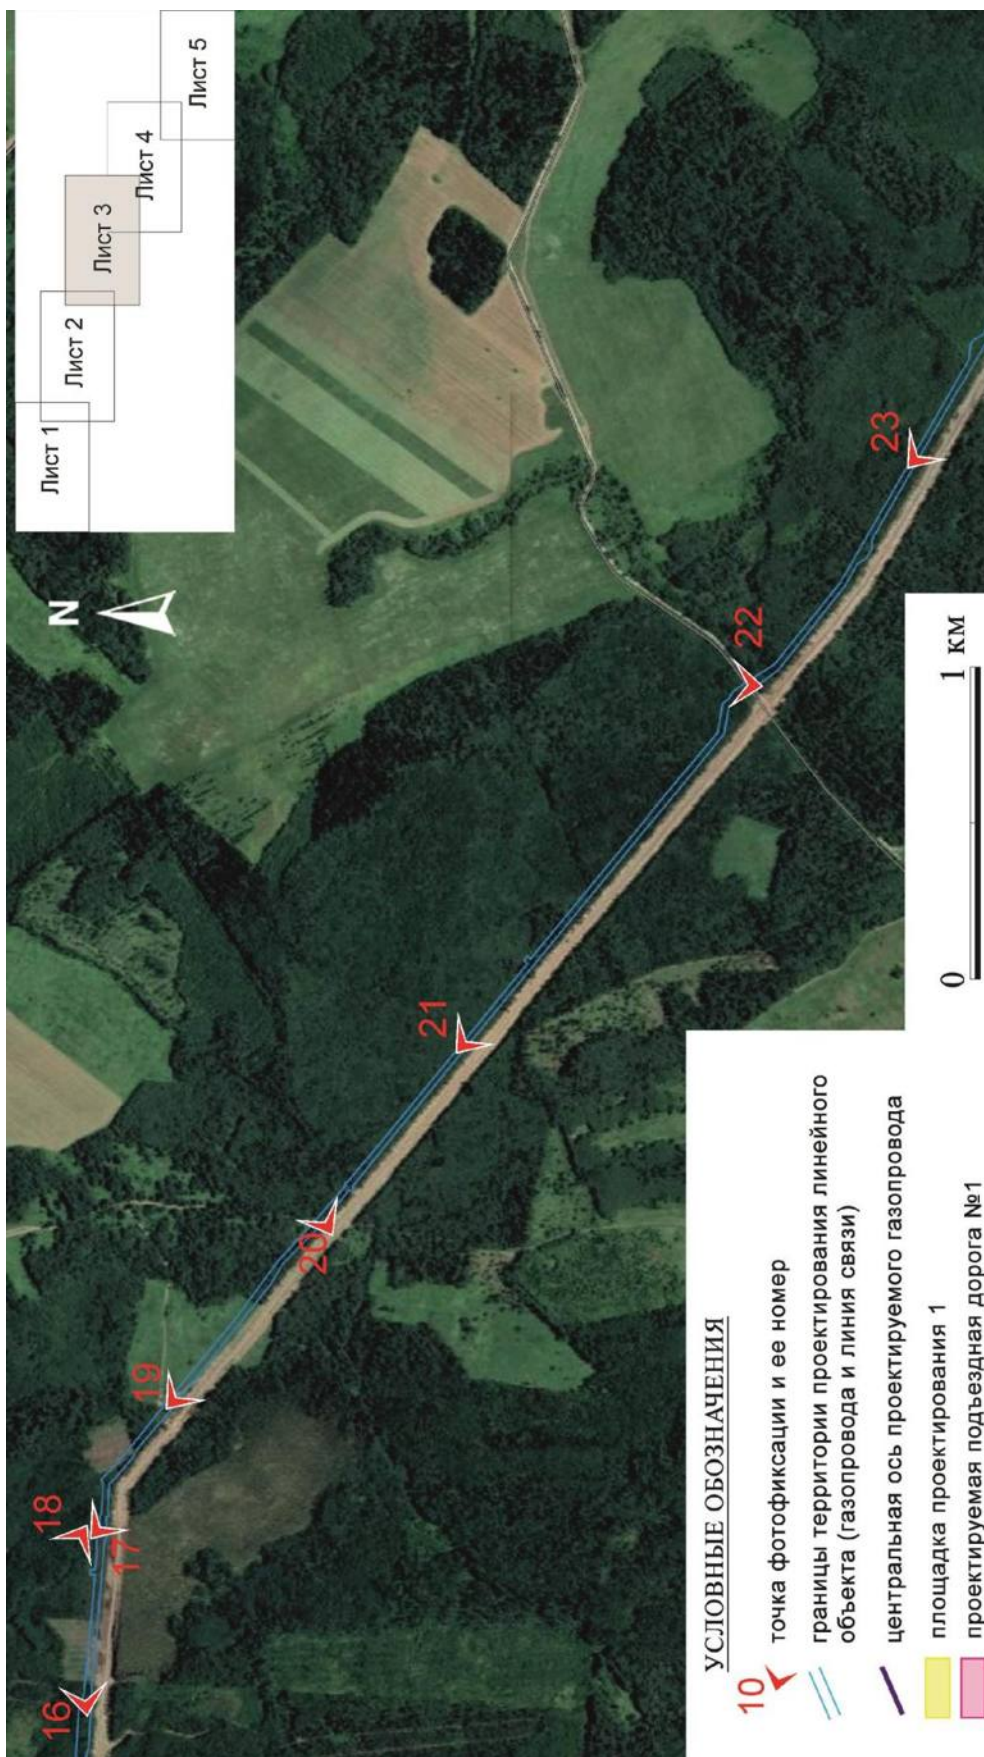 Лист 1
Лист 2
Лист 3
Лист 4
Лист 5
N
16
17
18
19
20
21
22
23
УСЛОВНЫЕ ОБОЗНАЧЕНИЯ
10
точка фотофиксации и ее номер
границы территории проектирования линейного
объекта (газопровода и линия связи)
центральная ось проектируемого газопровода
площадка проектирования 1
проектируемая подъездная дорога №1
0
1 км